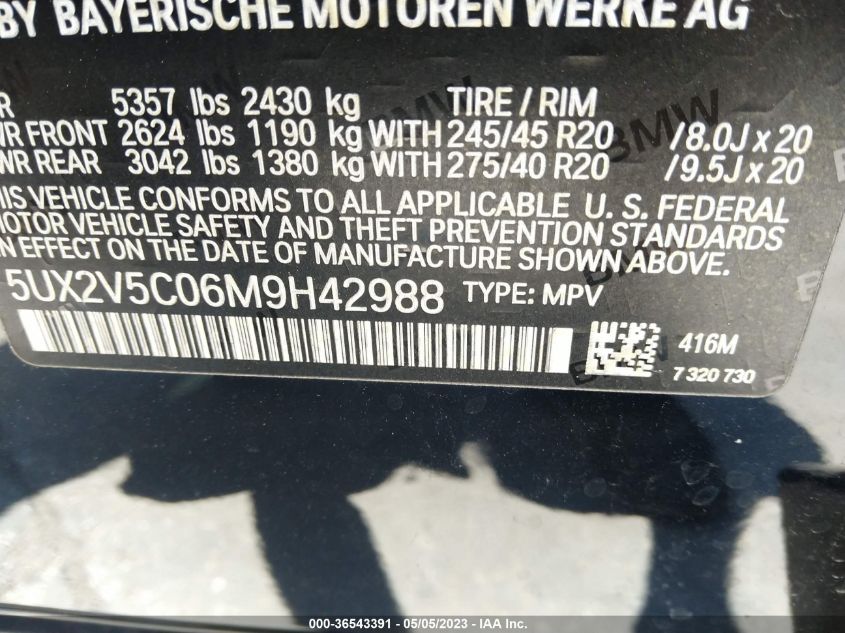 BY BAYERISCHE MOTOREN WERKE AG
5357 lbs 2430 kg TIRE / RIM
FRONT 2624 lbs 1190 kg WITH 245/45 R20 /8.0J x 20
REAR 3042 lbs 1380 kg WITH 275/40 R20 /9.5J x 20
VEHICLE CONFORMS TO ALL APPLICABLE U. S. FEDERAL
VEHICLE SAFETY AND THEFT PREVENTION STANDARDS
EFFECT ON THE DATE OF MANUFACTURE SHOWN ABOVE.
5UX2V5C06M9H42988 TYPE: MPV
416M
7 320 730
BMW
000-36543391 - 05/05/2023 - IAA Inc.